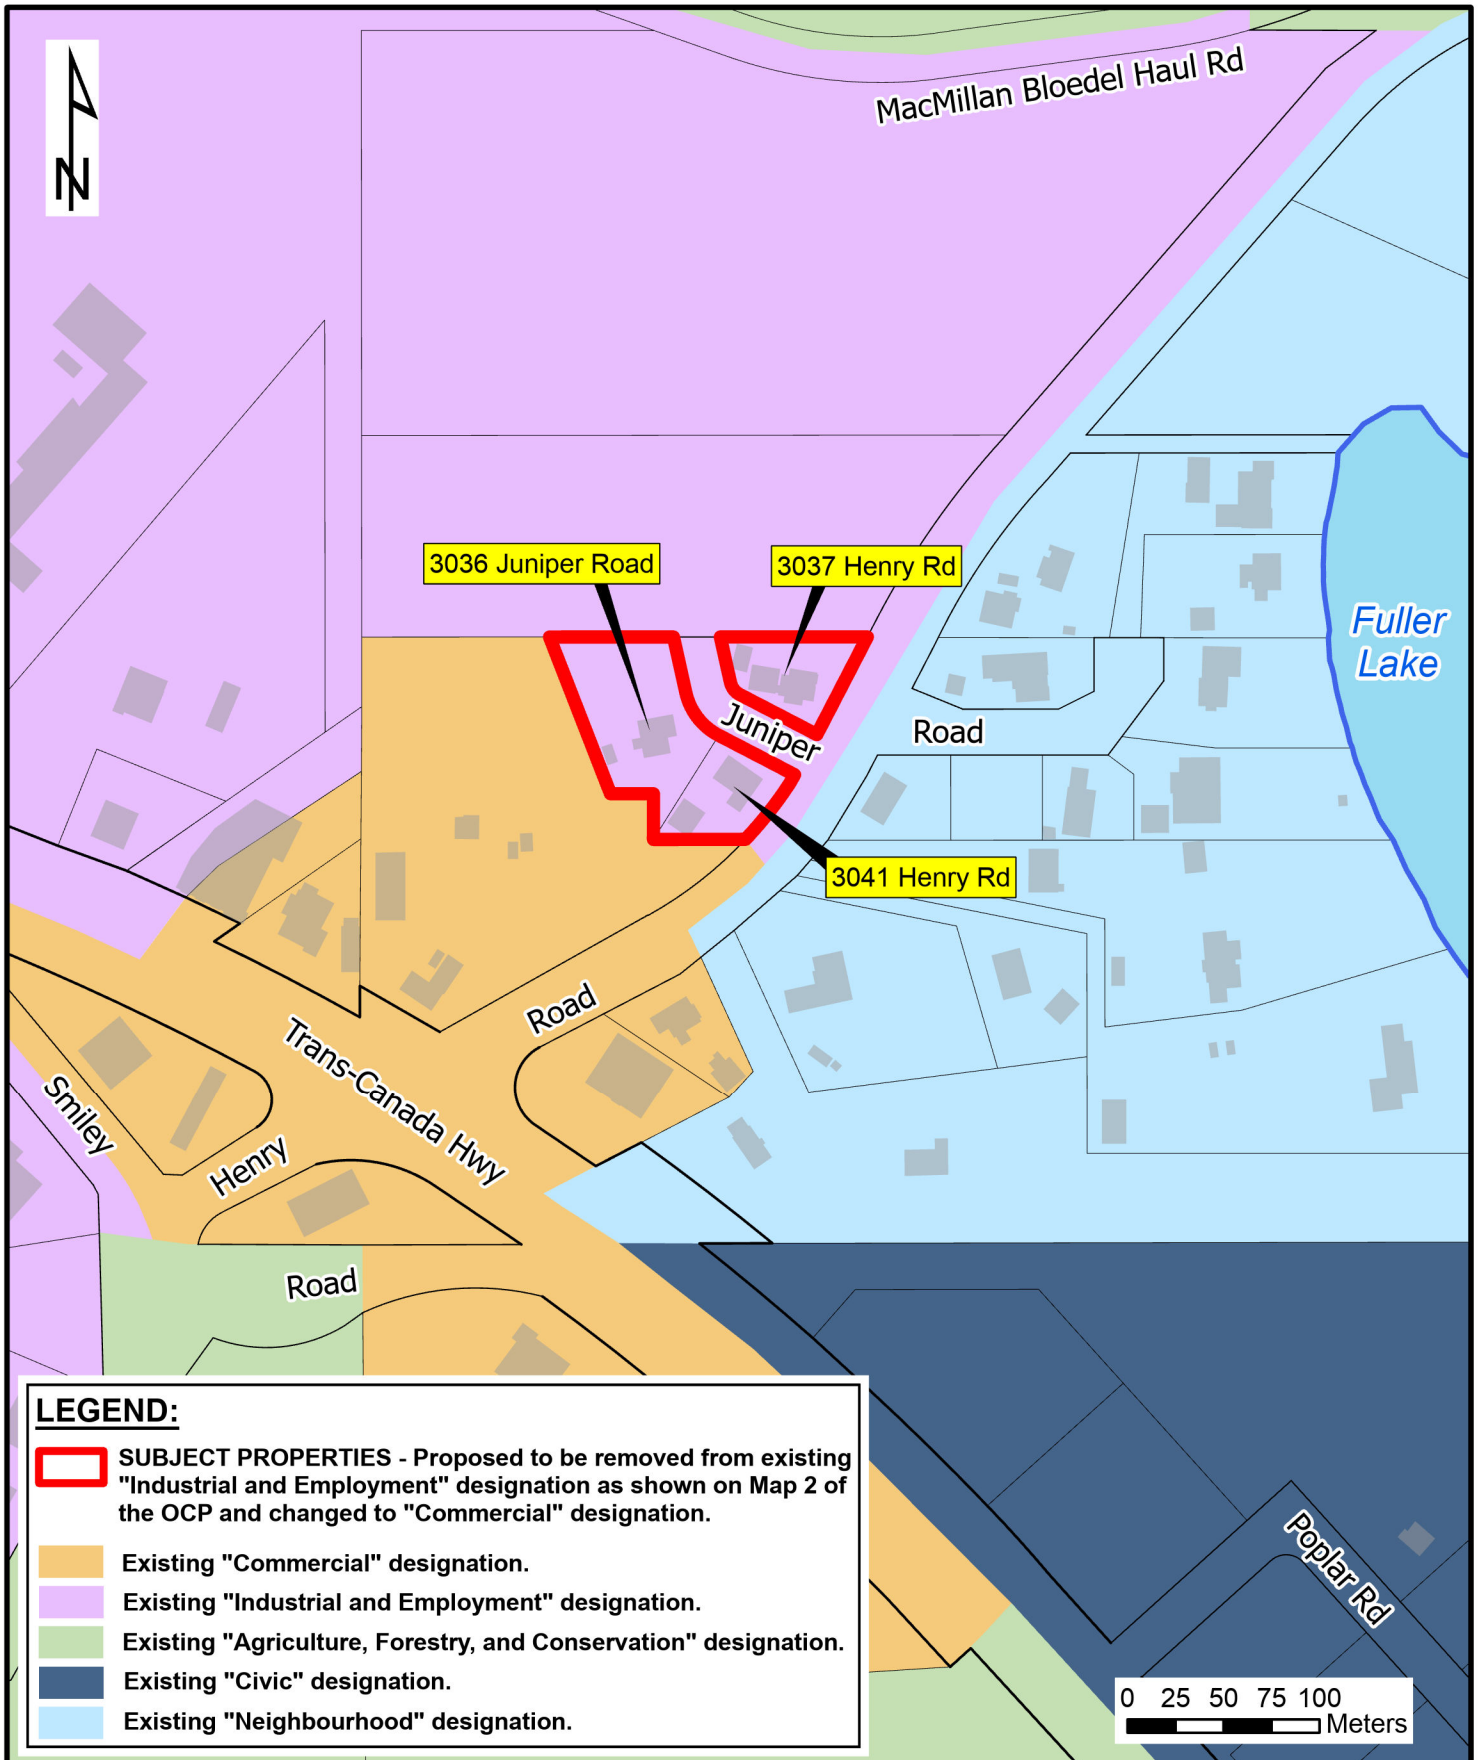 MacMillan Bloedel Haul Rd
N
3036 Juniper Road
3037 Henry Rd
Fuller
Lake
Juniper
Road
3041 Henry Rd
Road
Trans-Canada Hwy
Smiley
Henry
Road
LEGEND:
SUBJECT PROPERTIES - Proposed to be removed from existing
"Industrial and Employment" designation as shown on Map 2 of
the OCP and changed to "Commercial" designation.
Existing "Commercial" designation.
Existing "Industrial and Employment" designation.
Existing "Agriculture, Forestry, and Conservation" designation.
Existing "Civic" designation.
Existing "Neighbourhood" designation.
Poplar Rd
0 25 50 75 100
Meters